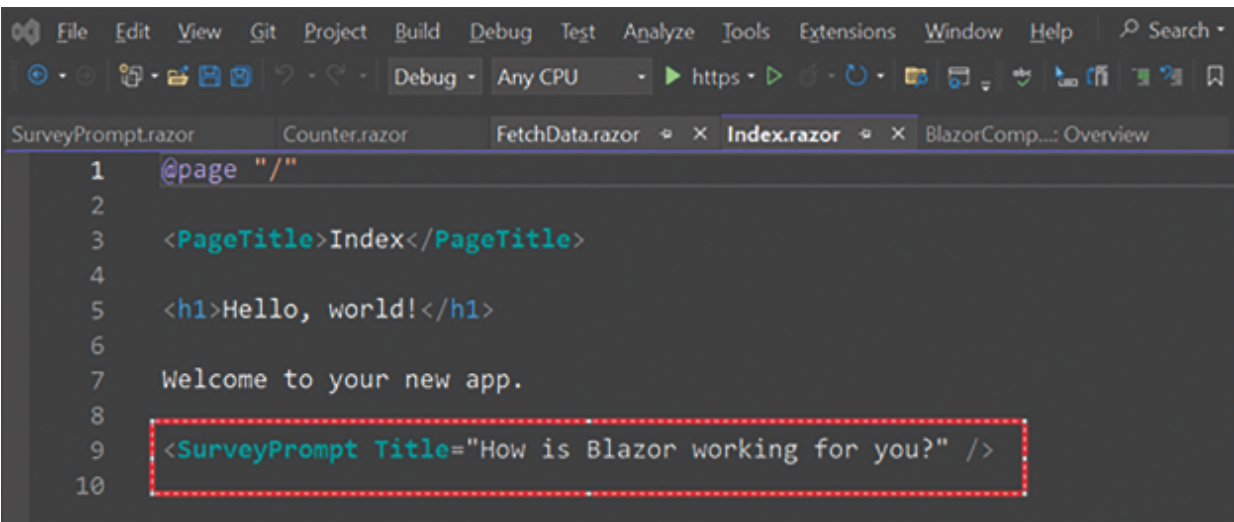 File Edit View Git Project Build Debug Test Analyze Tools Extensions Window Help Search
Debug Any CPU https
SurveyPrompt.razor Counter.razor FetchData.razor Index.razor BlazorComp...: Overview
1 @page "/"
2
3 <PageTitle>Index</PageTitle>
4
5 <h1>Hello, world!</h1>
6
7 Welcome to your new app.
8
9 <SurveyPrompt Title="How is Blazor working for you?" />
10